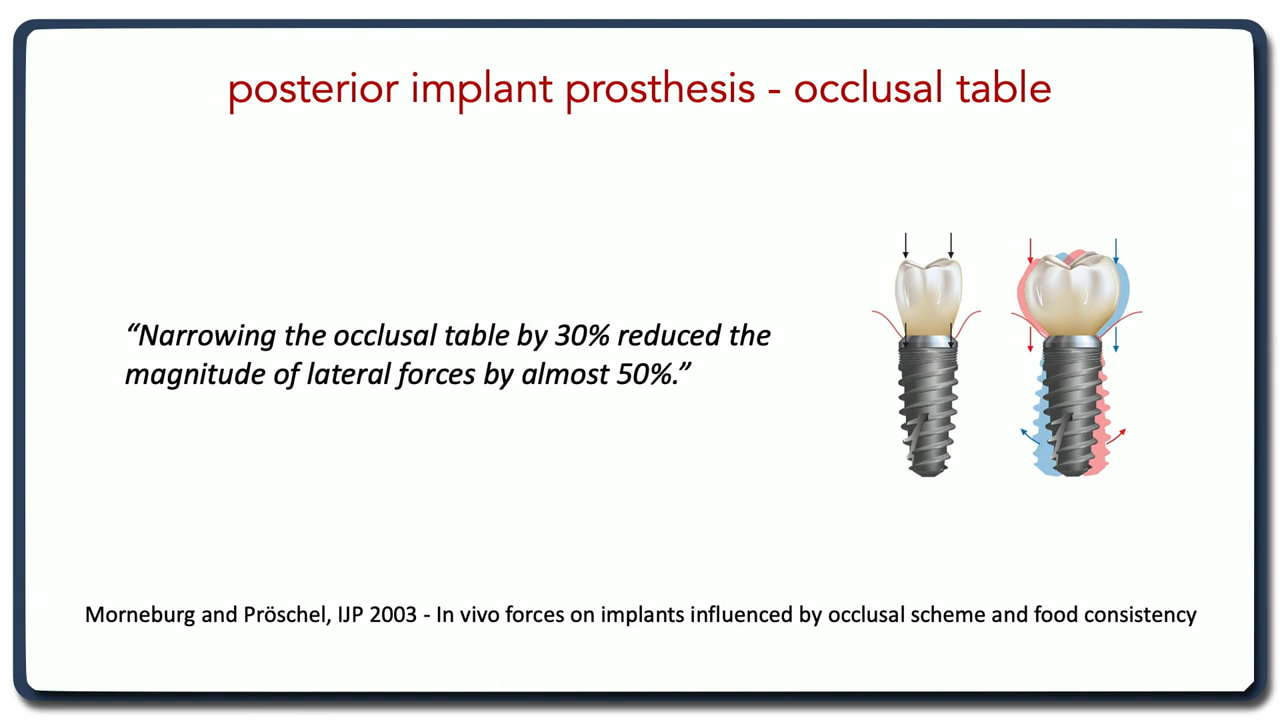 posterior implant prosthesis - occlusal table
“Narrowing the occlusal table by 30% reduced the
magnitude of lateral forces by almost 50%.”
Morneburg and Pröschel, IJP 2003 - In vivo forces on implants influenced by occlusal scheme and food consistency